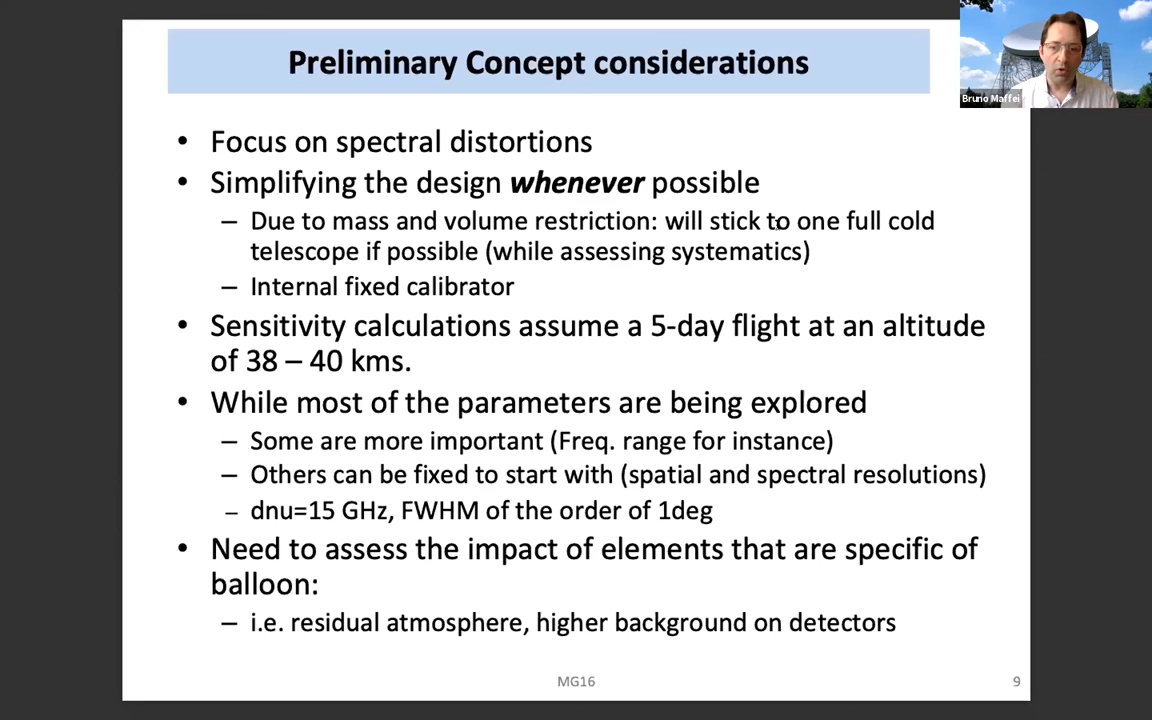 Preliminary Concept considerations
Bruno Maffei
• Focus on spectral distortions
• Simplifying the design whenever possible
– Due to mass and volume restriction: will stick to one full cold
telescope if possible (while assessing systematics)
– Internal fixed calibrator
• Sensitivity calculations assume a 5-day flight at an altitude
of 38 – 40 kms.
• While most of the parameters are being explored
– Some are more important (Freq. range for instance)
– Others can be fixed to start with (spatial and spectral resolutions)
– dnu=15 GHz, FWHM of the order of 1deg
• Need to assess the impact of elements that are specific of
balloon:
– i.e. residual atmosphere, higher background on detectors
MG16
9